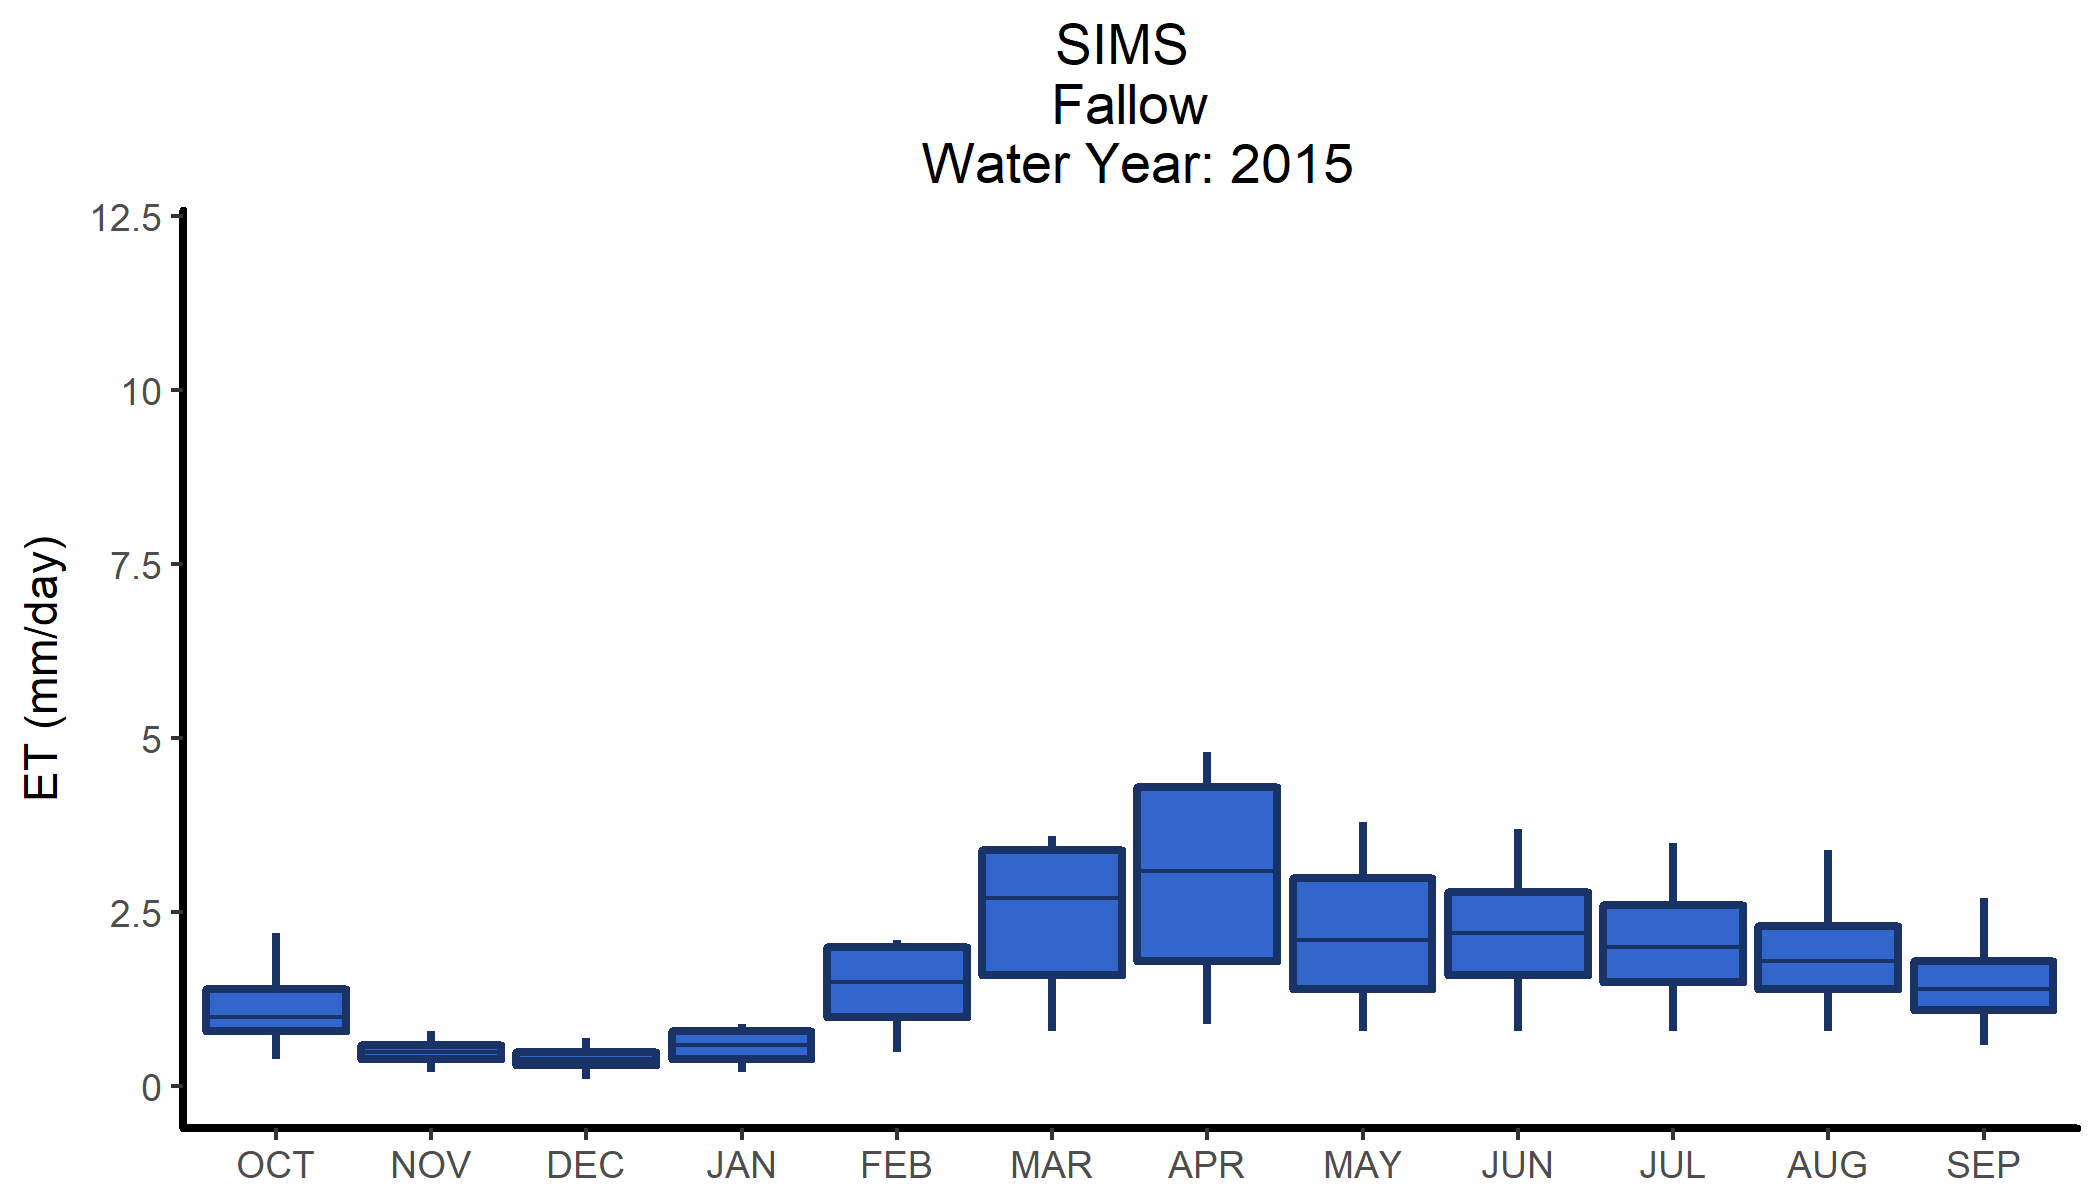 SIMS
Fallow
Water Year: 2015
12.5
10
7.5
5
2.5
0
ET (mm/day)
OCT NOV DEC JAN FEB MAR APR MAY JUN JUL AUG SEP